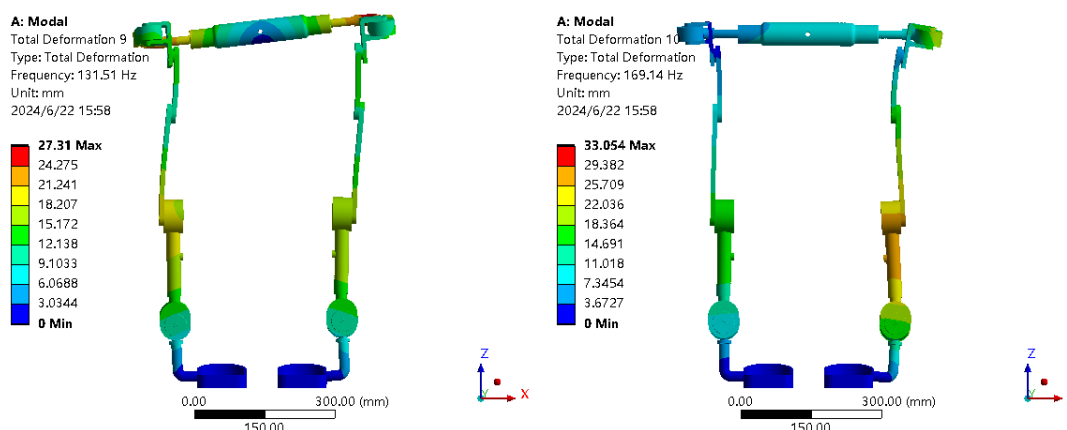 A: Modal
Total Deformation 9
Type: Total Deformation
Frequency: 131.51 Hz
Unit: mm
2024/6/22 15:58
27.31 Max
24.275
21.241
18.207
15.172
12.138
9.1033
6.0688
3.0344
0 Min
0.00
300.00 (mm)
150.00
Z
Y
X
A: Modal
Total Deformation 10
Type: Total Deformation
Frequency: 169.14 Hz
Unit: mm
2024/6/22 15:58
33.054 Max
29.382
25.709
22.036
18.364
14.691
11.018
7.3454
3.6727
0 Min
0.00
300.00 (mm)
150.00
Z
Y